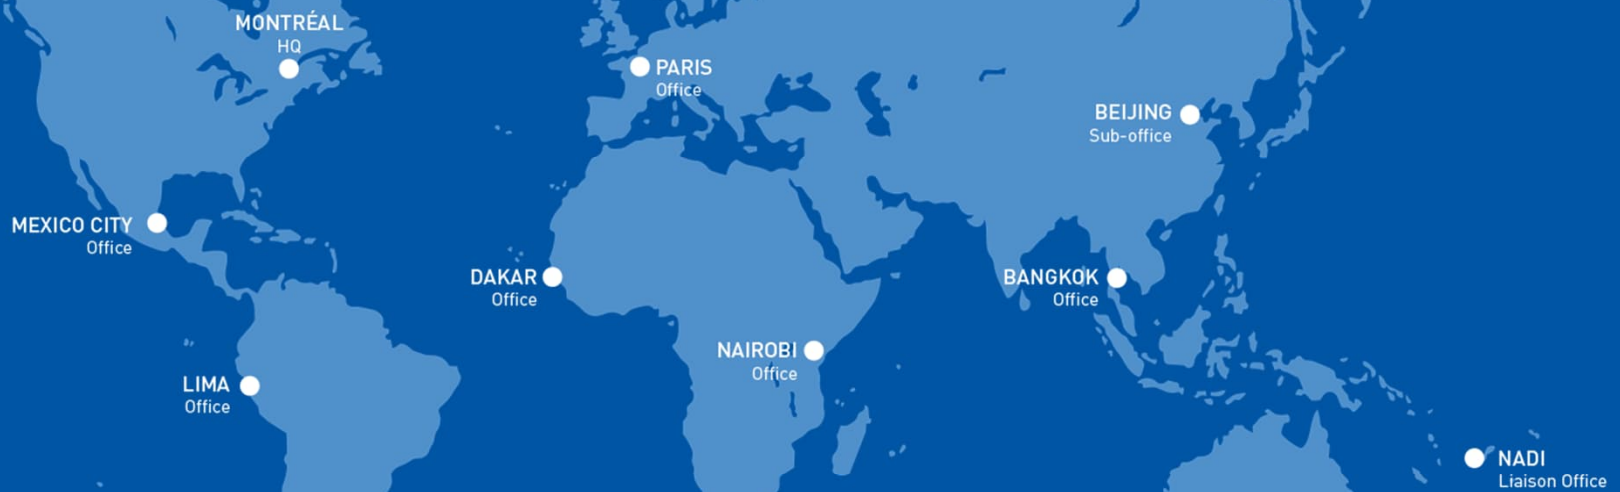 MONTRÉAL
HQ
PARIS
Office
BEIJING
Sub-office
MEXICO CITY
Office
DAKAR
Office
BANGKOK
Office
NAIROBI
Office
LIMA
Office
NADI
Liaison Office